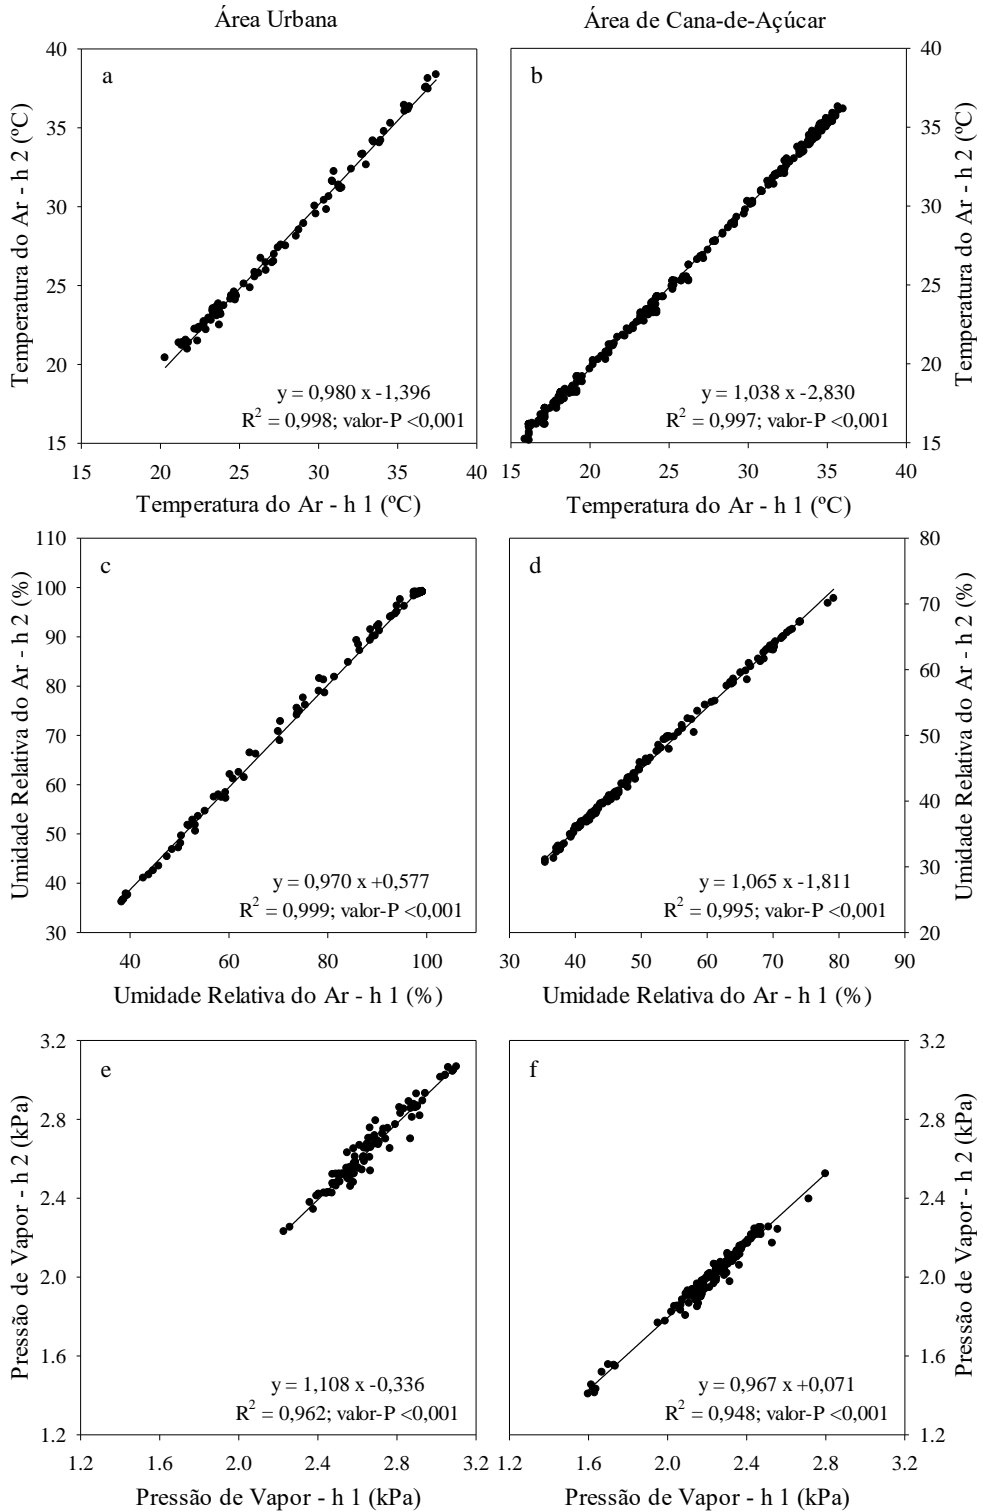 Área Urbana
Área de Cana-de-Açúcar
a
40
35
30
25
20
15
Temperatura do Ar - h 2 (ºC)
y = 0,980 x -1,396
R² = 0,998; valor-P <0,001
15 20 25 30 35 40
Temperatura do Ar - h 1 (ºC)
b
40
35
30
25
20
15
Temperatura do Ar - h 2 (ºC)
y = 1,038 x -2,830
R² = 0,997; valor-P <0,001
15 20 25 30 35 40
Temperatura do Ar - h 1 (ºC)
c
110
100
90
80
70
60
50
40
30
Umidade Relativa do Ar - h 2 (%)
y = 0,970 x +0,577
R² = 0,999; valor-P <0,001
40 60 80 100
Umidade Relativa do Ar - h 1 (%)
d
80
70
60
50
40
30
20
Umidade Relativa do Ar - h 2 (%)
y = 1,065 x -1,811
R² = 0,995; valor-P <0,001
30 40 50 60 70 80 90
Umidade Relativa do Ar - h 1 (%)
e
3.2
2.8
2.4
2.0
1.6
1.2
Pressão de Vapor - h 2 (kPa)
y = 1,108 x -0,336
R² = 0,962; valor-P <0,001
1.2 1.6 2.0 2.4 2.8 3.2
Pressão de Vapor - h 1 (kPa)
f
3.2
2.8
2.4
2.0
1.6
1.2
Pressão de Vapor - h 2 (kPa)
y = 0,967 x +0,071
R² = 0,948; valor-P <0,001
1.2 1.6 2.0 2.4 2.8 3.2
Pressão de Vapor - h 1 (kPa)